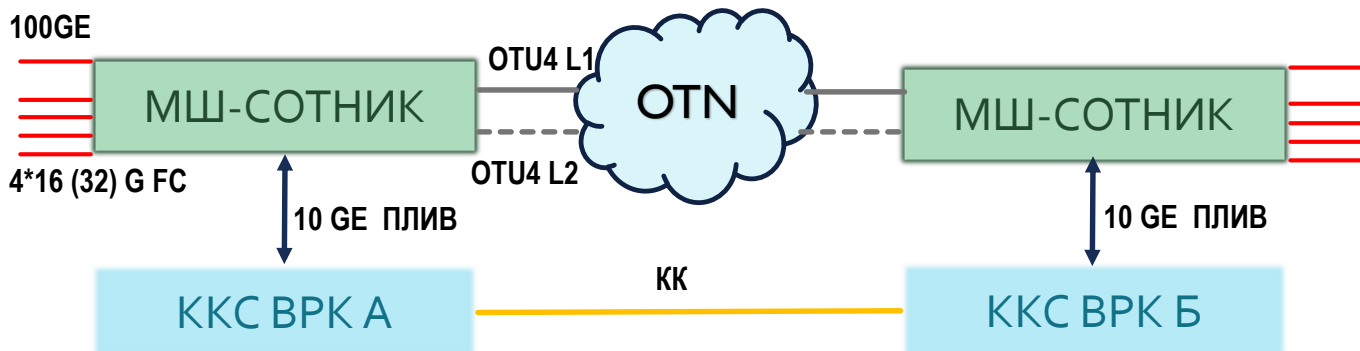 100GE
OTU4 L1
МШ-СОТНИК
OTN
МШ-СОТНИК
OTU4 L2
4*16 (32) G FC
10 GE ПЛИВ
10 GE ПЛИВ
КК
ККС ВРК А
ККС ВРК Б